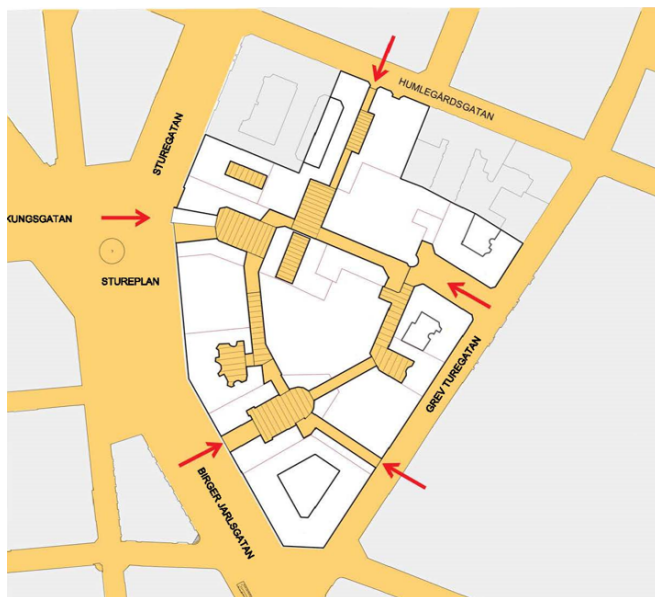 HUMLEGÅRDSGATAN
STUREGATAN
KUNGSGATAN
STUREPLAN
GREV TUREGATAN
BIRGER JARLSGATAN